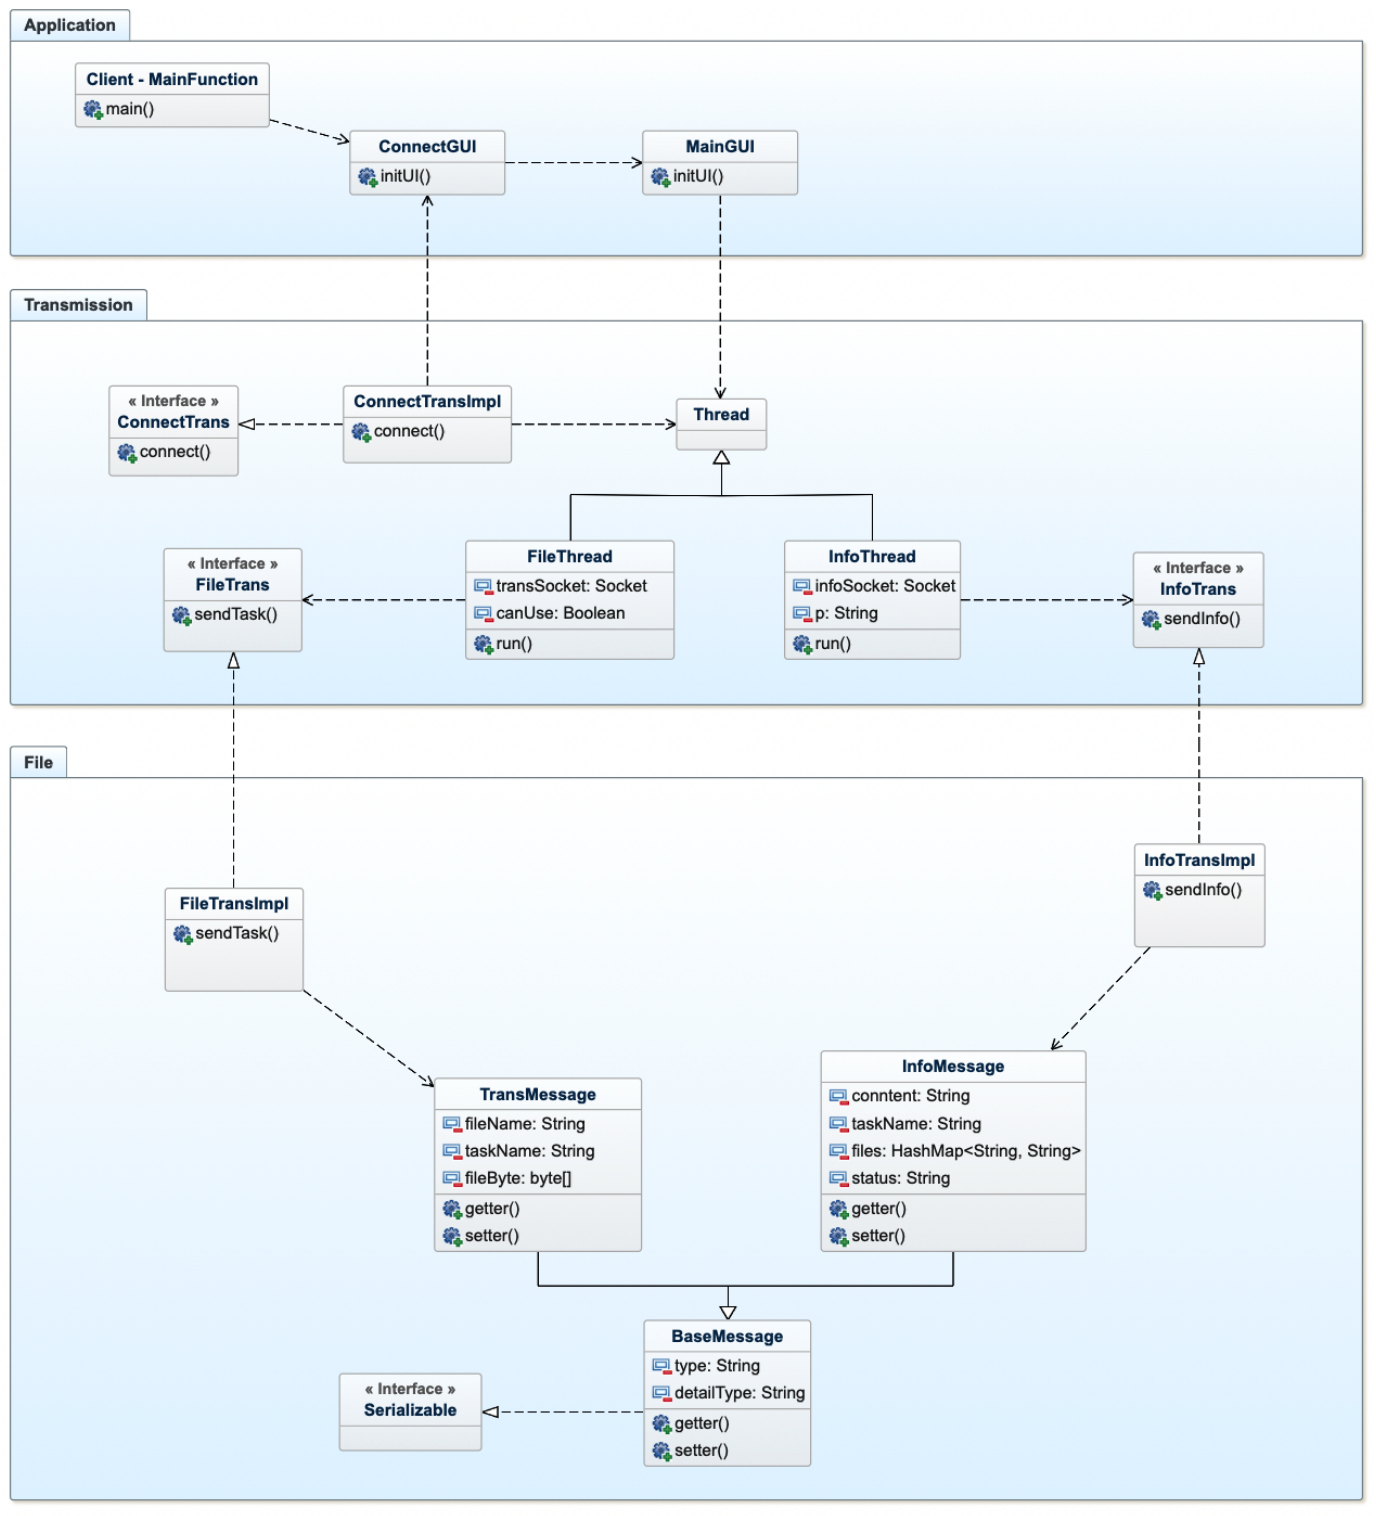 Application
Client - MainFunction
main()
ConnectGUI
initUI()
MainGUI
initUI()
Transmission
« Interface »
ConnectTrans
connect()
ConnectTransImpl
connect()
Thread
« Interface »
FileTrans
sendTask()
FileThread
transSocket: Socket
canUse: Boolean
run()
InfoThread
infoSocket: Socket
p: String
run()
« Interface »
InfoTrans
sendInfo()
File
FileTransImpl
sendTask()
InfoTransImpl
sendInfo()
TransMessage
fileName: String
taskName: String
fileByte: byte[]
getter()
setter()
InfoMessage
conntent: String
taskName: String
files: HashMap<String, String>
status: String
getter()
setter()
BaseMessage
type: String
detailType: String
getter()
setter()
« Interface »
Serializable